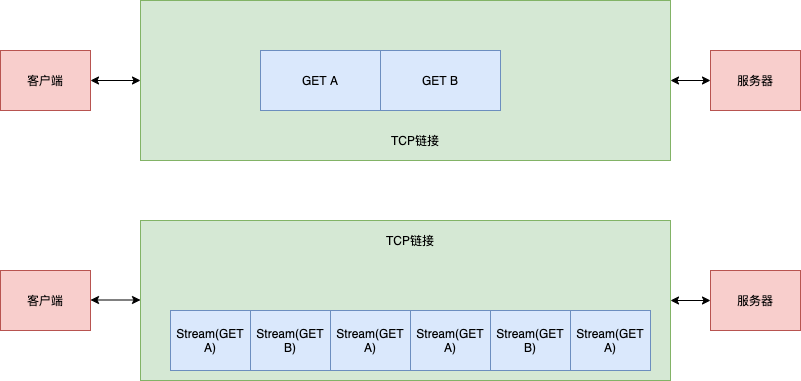 客户端
GET A
GET B
服务器
TCP链接
TCP链接
客户端
服务器
Stream(GET
A)
Stream(GET
B)
Stream(GET
A)
Stream(GET
A)
Stream(GET
B)
Stream(GET
A)